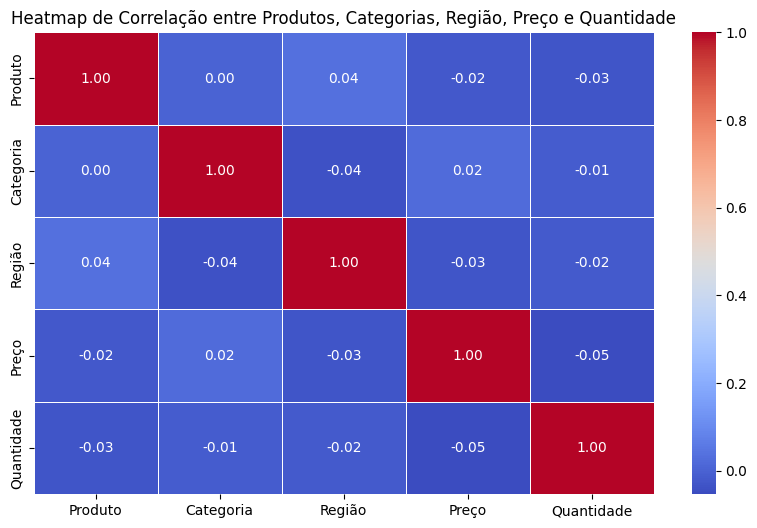 Heatmap de Correlação entre Produtos, Categorias, Região, Preço e Quantidade
Produto 1.00 0.00 0.04 -0.02 -0.03
Categoria 0.00 1.00 -0.04 0.02 -0.01
Região 0.04 -0.04 1.00 -0.03 -0.02
Preço -0.02 0.02 -0.03 1.00 -0.05
Quantidade -0.03 -0.01 -0.02 -0.05 1.00
Produto Categoria Região Preço Quantidade
1.0
0.8
0.6
0.4
0.2
0.0